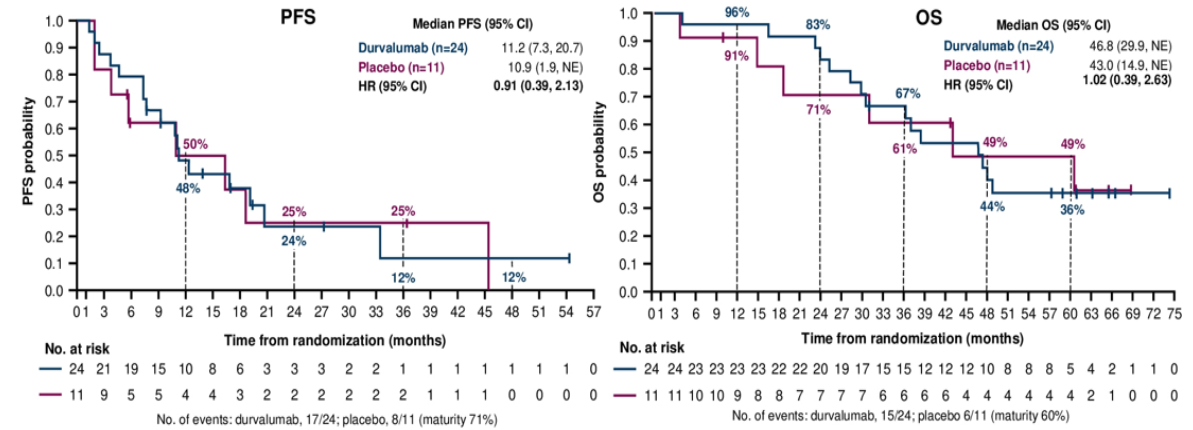 PFS
Median PFS (95% CI)
Durvalumab (n=24) 11.2 (7.3, 20.7)
Placebo (n=11) 10.9 (1.9, NE)
HR (95% CI) 0.91 (0.39, 2.13)
PFS probability
1.0
0.9
0.8
0.7
0.6
0.5
0.4
0.3
0.2
0.1
0.0
50%
48%
25%
24%
25%
12%
12%
0 1 3 6 9 12 15 18 21 24 27 30 33 36 39 42 45 48 51 54 57
Time from randomization (months)
No. at risk
24 21 19 15 10 8 6 3 3 3 2 2 1 1 1 1 1 1 1 0
11 9 5 5 4 4 3 2 2 2 2 2 1 1 1 1 0 0 0 0
No. of events: durvalumab, 17/24; placebo, 8/11 (maturity 71%)
OS
Median OS (95% CI)
Durvalumab (n=24) 46.8 (29.9, NE)
Placebo (n=11) 43.0 (14.9, NE)
HR (95% CI) 1.02 (0.39, 2.63)
OS probability
1.0
0.9
0.8
0.7
0.6
0.5
0.4
0.3
0.2
0.1
0.0
96%
91%
83%
71%
67%
61%
49%
44%
49%
36%
0 1 3 6 9 12 15 18 21 24 27 30 33 36 39 42 45 48 51 54 57 60 63 66 69 72 75
Time from randomization (months)
No. at risk
24 24 23 23 23 23 22 22 20 19 17 15 15 12 12 12 10 8 8 8 5 4 2 1 1 0
11 11 10 10 9 8 8 7 7 7 7 6 6 6 6 4 4 4 4 4 4 2 1 0 0 0
No. of events: durvalumab, 15/24; placebo 6/11 (maturity 60%)